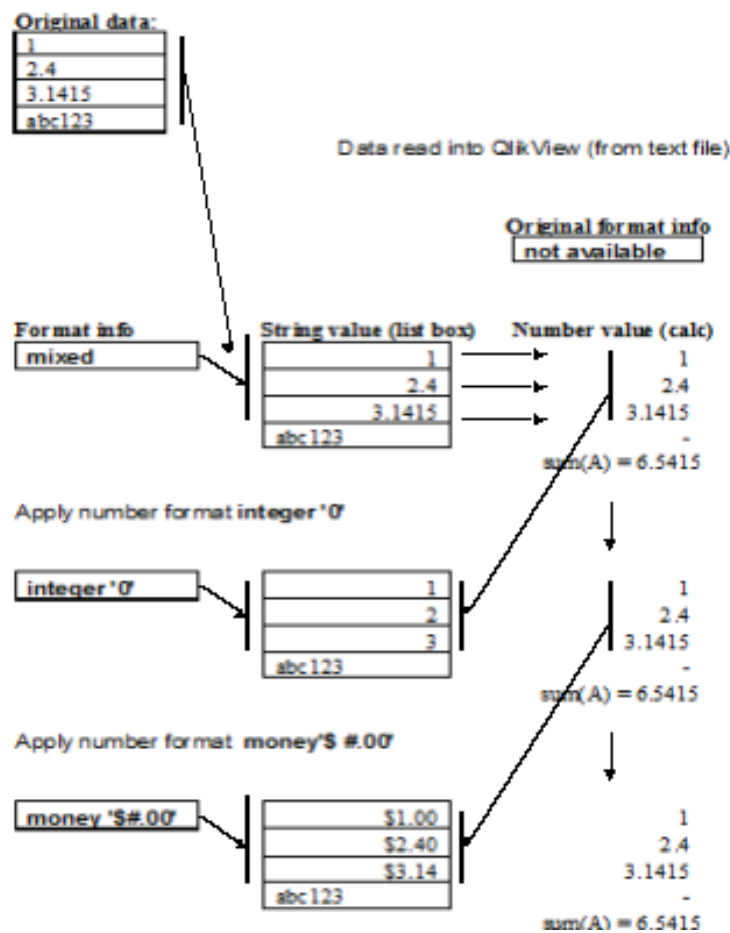 Original data:
1
2.4
3.1415
abc123
Data read into QlikView (from text file)
Original format info
not available
Format info String value (list box) Number value (calc)
mixed 1 1
2.4 2.4
3.1415 3.1415
abc123 -
sum(A) = 6.5415
Apply number format integer '0'
integer '0' 1 1
2 2.4
3 3.1415
abc123 -
sum(A) = 6.5415
Apply number format money '$ #.00'
money '$#.00' $1.00 1
$2.40 2.4
$3.14 3.1415
abc123 -
sum(A) = 6.5415